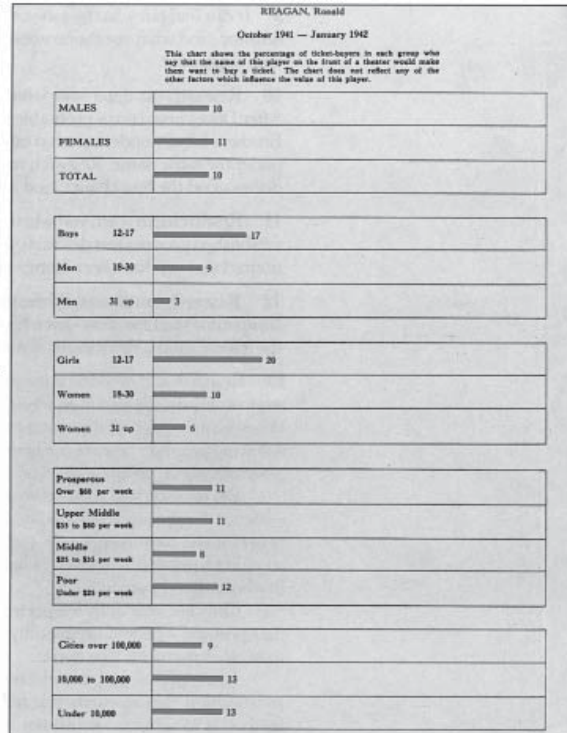 REAGAN, Ronald
October 1941 — January 1942
This chart shows the percentage of ticket-buyers in each group who
say that the name of this player on the front of a theater would make
them want to buy a ticket. The chart does not reflect any of the
other factors which influence the value of this player.
MALES 10
FEMALES 11
TOTAL 10
Boys 12-17 17
Men 18-30 9
Men 31 up 3
Girls 12-17 20
Women 18-30 10
Women 31 up 6
Prosperous
Over $60 per week 11
Upper Middle
$35 to $60 per week 11
Middle
$25 to $35 per week 8
Poor
Under $25 per week 12
Cities over 100,000 9
10,000 to 100,000 13
Under 10,000 13